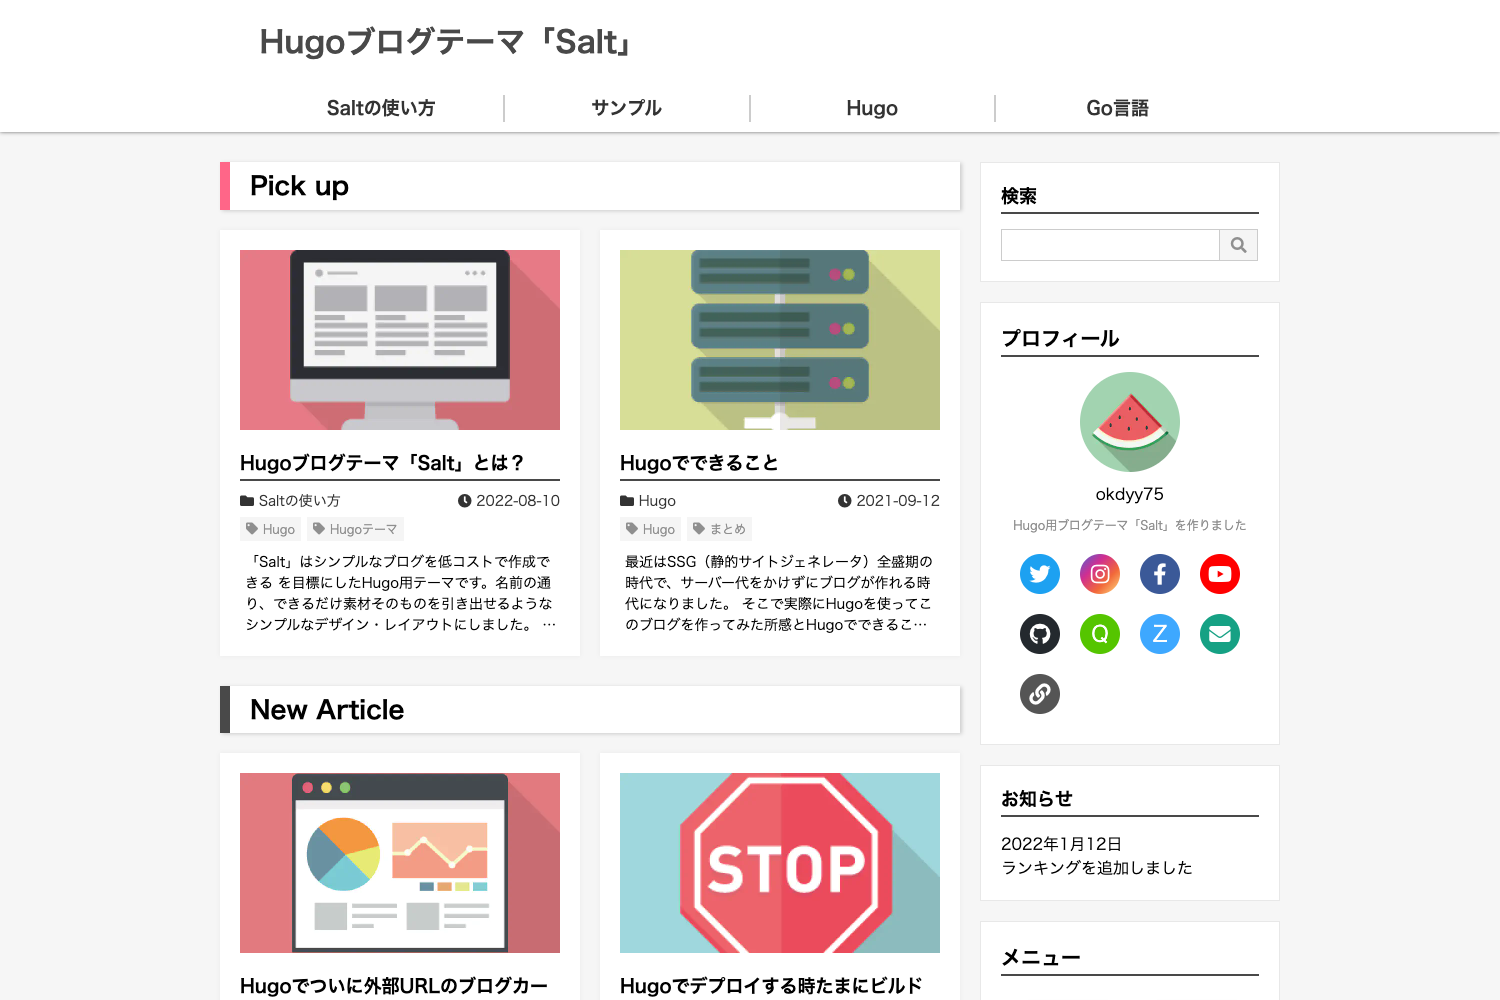 Hugoブログテーマ「Salt」
Saltの使い方
サンプル
Hugo
Go言語
Pick up
Hugoブログテーマ「Salt」とは？
Saltの使い方
2022-08-10
Hugo
Hugoテーマ
「Salt」はシンプルなブログを低コストで作成で
きる を目標にしたHugo用テーマです。名前の通
り、できるだけ素材そのものを引き出せるような
シンプルなデザイン・レイアウトにしました。 …
Hugoでできること
Hugo
2021-09-12
Hugo
まとめ
最近はSSG（静的サイトジェネレータ）全盛期の
時代で、サーバー代をかけずにブログが作れる時
代になりました。 そこで実際にHugoを使ってこ
のブログを作ってみた所感とHugoでできるこ…
New Article
Hugoでついに外部URLのブログカー
STOP
Hugoでデプロイする時たまにビルド
検索
プロフィール
okdyy75
Hugo用ブログテーマ「Salt」を作りました
Q
Z
お知らせ
2022年1月12日
ランキングを追加しました
メニュー